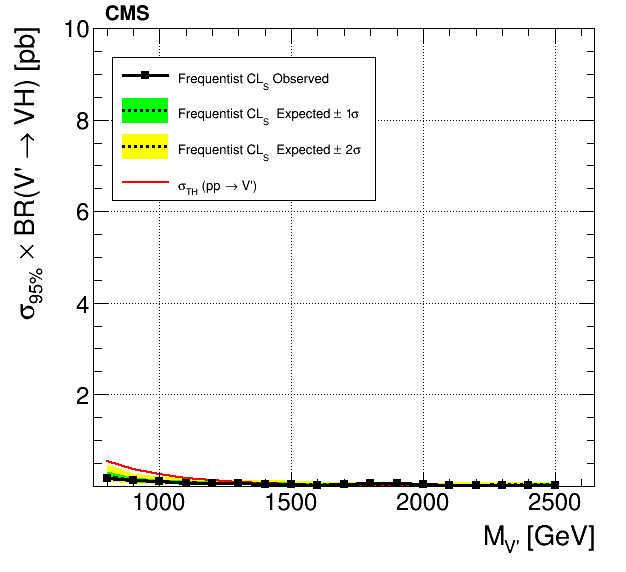 CMS
σ95% × BR(V' → VH) [pb]
10
8
6
4
2
Frequentist CLS Observed
Frequentist CLS Expected ± 1σ
Frequentist CLS Expected ± 2σ
σTH (pp → V')
1000 1500 2000 2500
MV' [GeV]